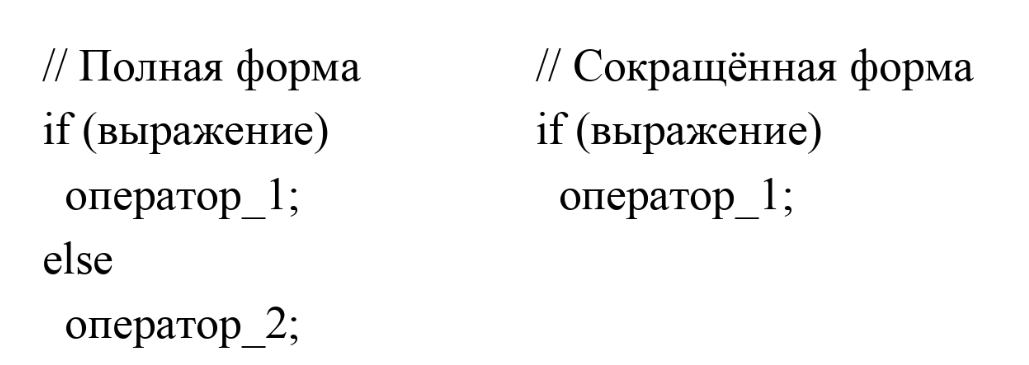 // Полная форма
if (выражение)
оператор_1;
else
оператор_2;
// Сокращённая форма
if (выражение)
оператор_1;